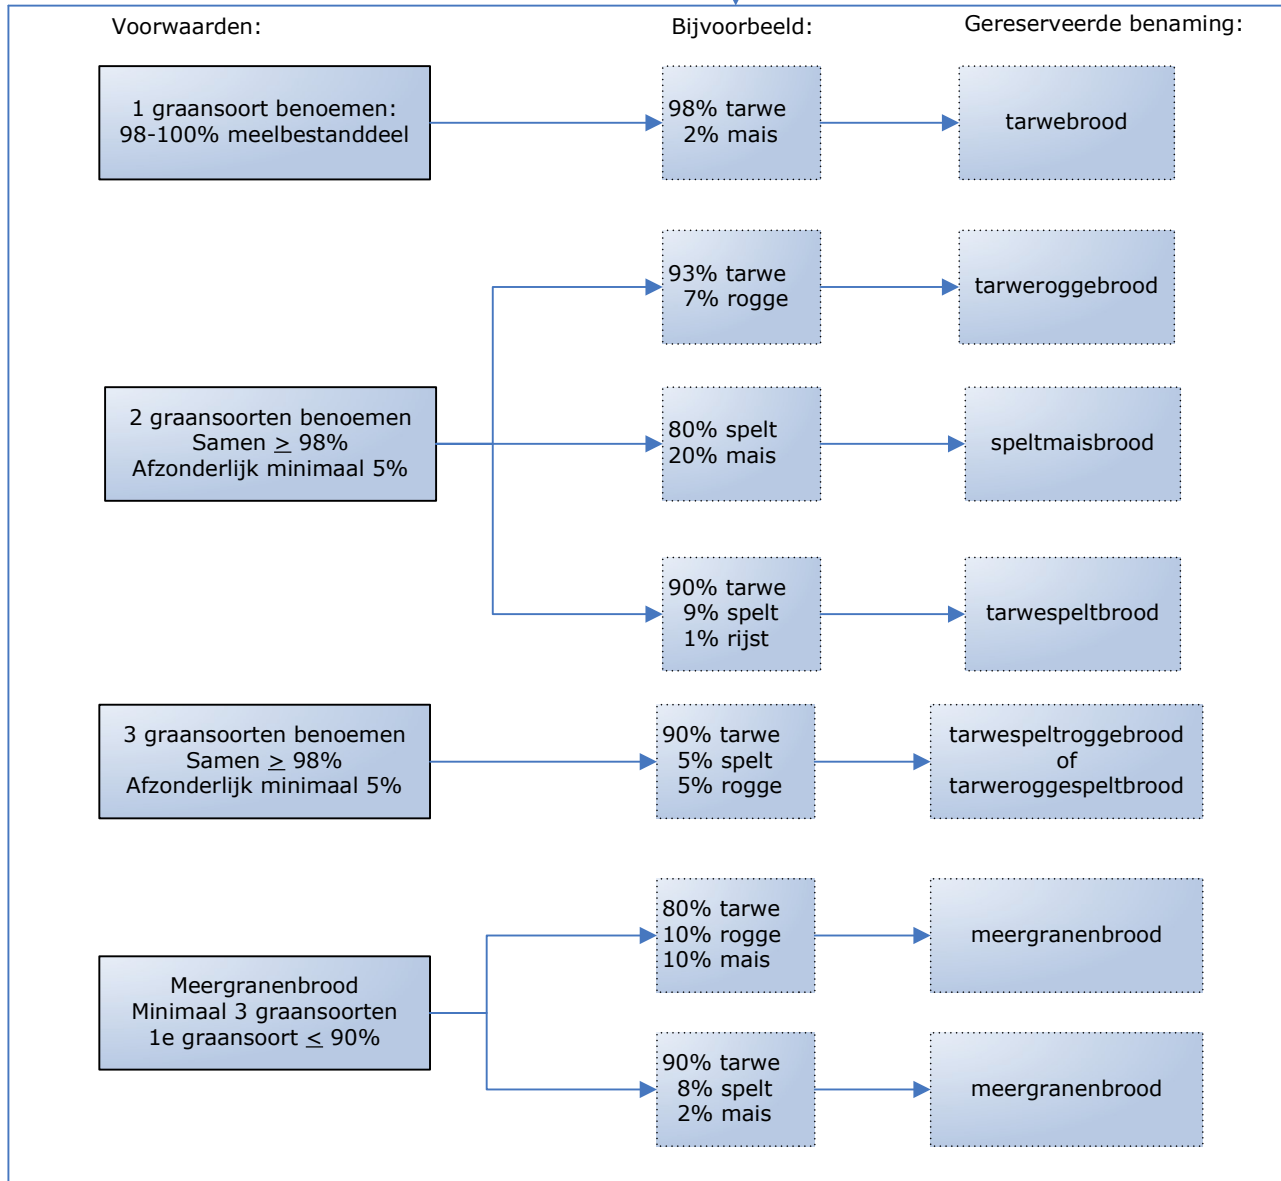 Voorwaarden:
Bijvoorbeeld:
Gereserveerde benaming:
1 graansoort benoemen:
98-100% meelbestanddeel
98% tarwe
2% mais
tarwebrood
2 graansoorten benoemen
Samen ≥ 98%
Afzonderlijk minimaal 5%
93% tarwe
7% rogge
tarweroggebrood
80% spelt
20% mais
speltmaisbrood
90% tarwe
9% spelt
1% rijst
tarwespeltbrood
3 graansoorten benoemen
Samen ≥ 98%
Afzonderlijk minimaal 5%
90% tarwe
5% spelt
5% rogge
tarwespeltroggebrood
of
tarweroggespeltbrood
Meergranenbrood
Minimaal 3 graansoorten
1e graansoort ≤ 90%
80% tarwe
10% rogge
10% mais
meergranenbrood
90% tarwe
8% spelt
2% mais
meergranenbrood